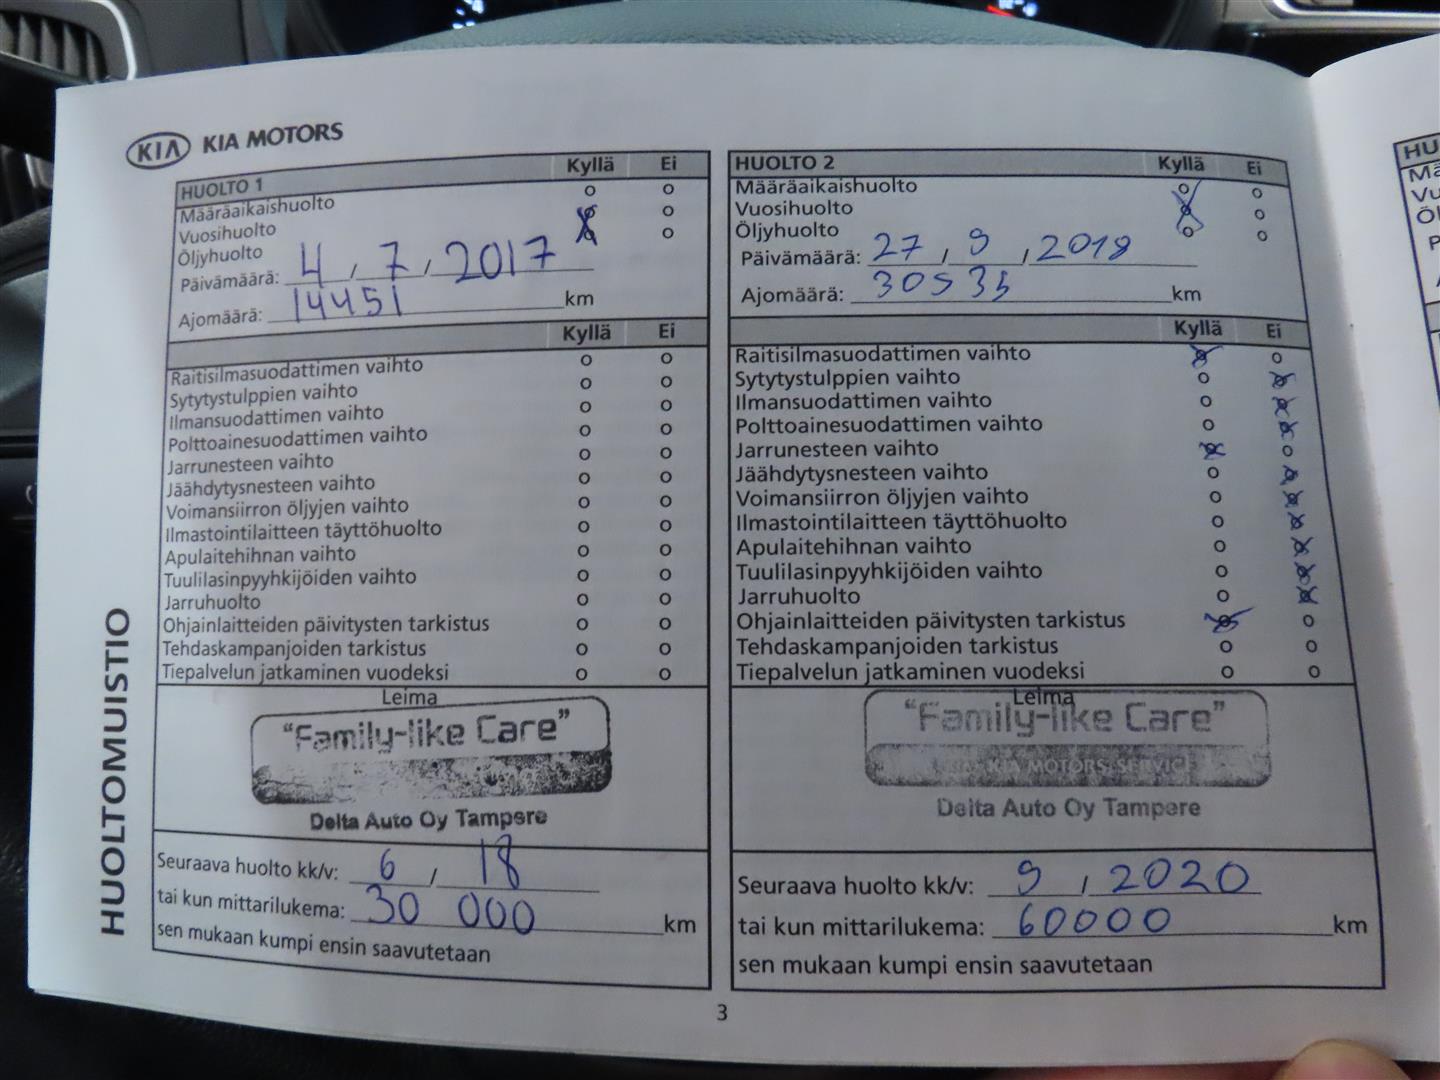 KIA KIA MOTORS
HUOLTOMUISTIO
HUOLTO 1 Kyllä Ei
Määräaikaishuolto o o
Vuosihuolto o
Öljyhuolto o
Päivämäärä: 4 / 7 / 2017
Ajomäärä: 14451 km
Kyllä Ei
Raitisilmasuodattimen vaihto o o
Sytytystulppien vaihto o o
Ilmansuodattimen vaihto o o
Polttoainesuodattimen vaihto o o
Jarrunesteen vaihto o o
Jäähdytysnesteen vaihto o o
Voimansiirron öljyjen vaihto o o
Ilmastointilaitteen täyttöhuolto o o
Apulaitehihnan vaihto o o
Tuulilasinpyyhkijöiden vaihto o o
Jarruhuolto o o
Ohjainlaitteiden päivitysten tarkistus o o
Tehdaskampanjoiden tarkistus o o
Tiepalvelun jatkaminen vuodeksi o o
Leima
"Family-like Care"
Delta Auto Oy Tampere
Seuraava huolto kk/v: 6 / 18
tai kun mittarilukema: 30 000 km
sen mukaan kumpi ensin saavutetaan
HUOLTO 2 Kyllä Ei
Määräaikaishuolto o o
Vuosihuolto o
Öljyhuolto o o
Päivämäärä: 27 / 9 / 2018
Ajomäärä: 30535 km
Kyllä Ei
Raitisilmasuodattimen vaihto x o
Sytytystulppien vaihto o x
Ilmansuodattimen vaihto o x
Polttoainesuodattimen vaihto o x
Jarrunesteen vaihto x o
Jäähdytysnesteen vaihto o x
Voimansiirron öljyjen vaihto o x
Ilmastointilaitteen täyttöhuolto o x
Apulaitehihnan vaihto o x
Tuulilasinpyyhkijöiden vaihto o x
Jarruhuolto o x
Ohjainlaitteiden päivitysten tarkistus x o
Tehdaskampanjoiden tarkistus o o
Tiepalvelun jatkaminen vuodeksi o o
Leima
"Family-like Care"
KIA MOTORS SERVICE
Delta Auto Oy Tampere
Seuraava huolto kk/v: 9 / 2020
tai kun mittarilukema: 60000 km
sen mukaan kumpi ensin saavutetaan
3